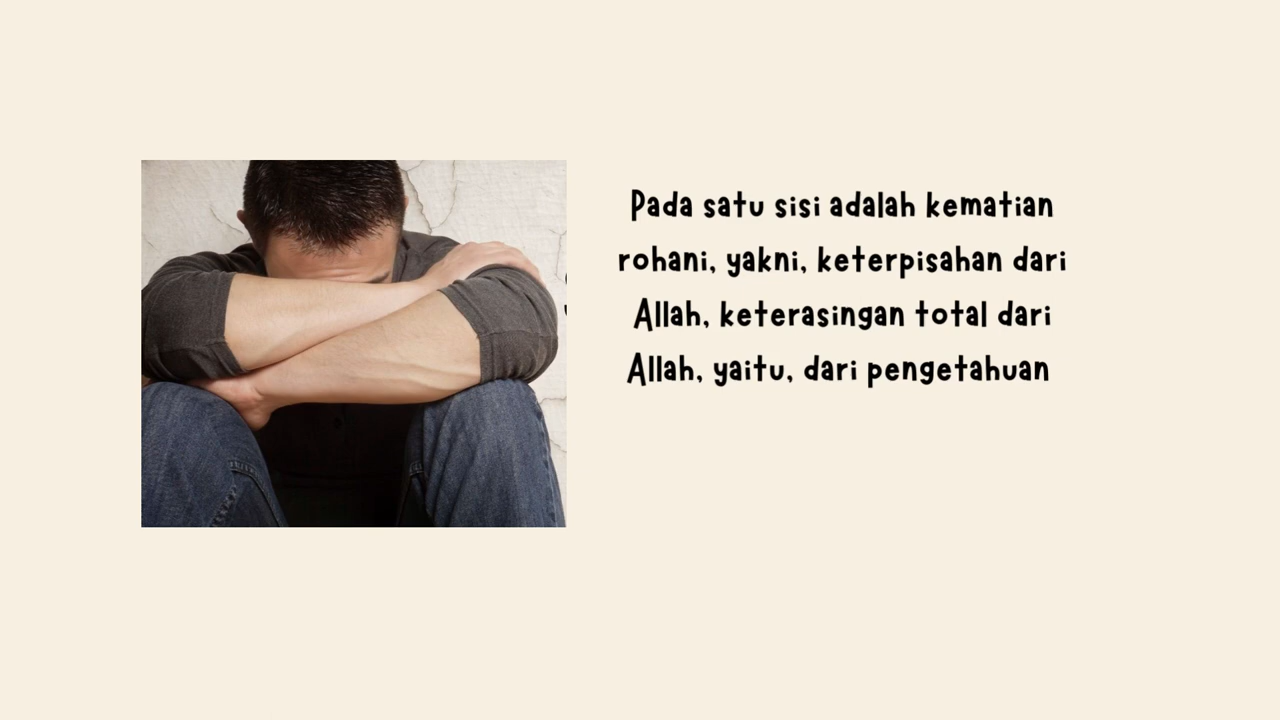 Pada satu sisi adalah kematian
rohani, yakni, keterpisahan dari
Allah, keterasingan total dari
Allah, yaitu, dari pengetahuan